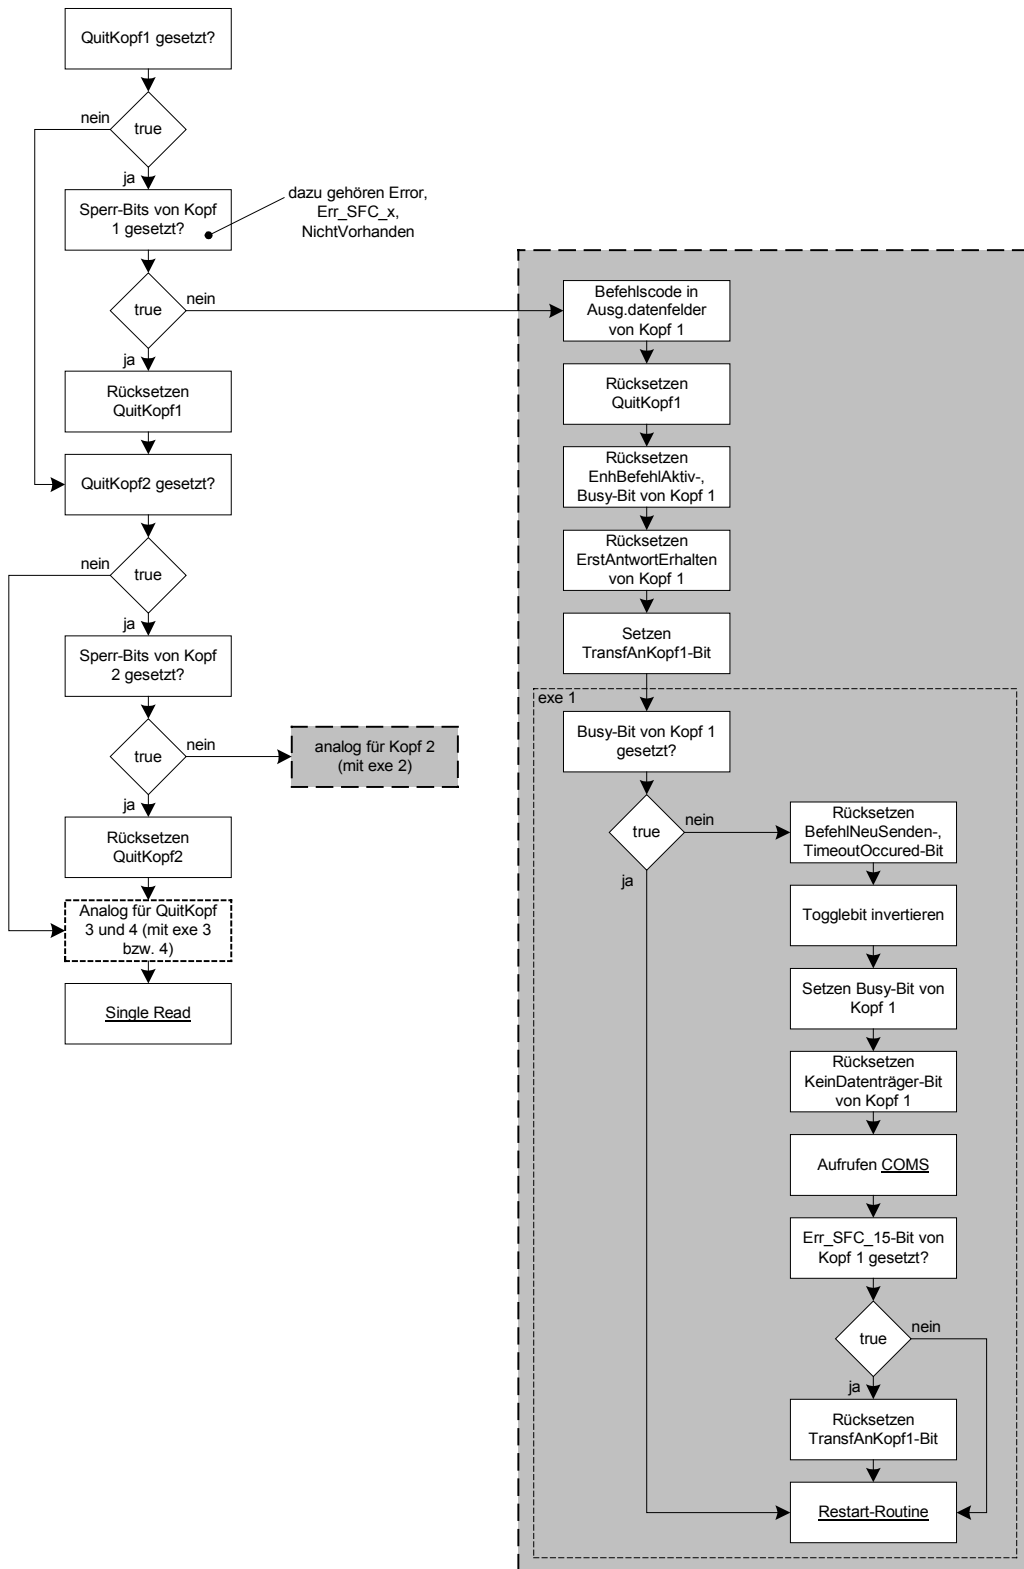 QuitKopf1 gesetzt?
nein
true
ja
Sperr-Bits von Kopf
1 gesetzt?
dazu gehören Error,
Err_SFC_x,
NichtVorhanden
true
nein
ja
Rücksetzen
QuitKopf1
QuitKopf2 gesetzt?
nein
true
ja
Sperr-Bits von Kopf
2 gesetzt?
true
nein
analog für Kopf 2
(mit exe 2)
ja
Rücksetzen
QuitKopf2
Analog für QuitKopf
3 und 4 (mit exe 3
bzw. 4)
Single Read
Befehlscode in
Ausg.datenfelder
von Kopf 1
Rücksetzen
QuitKopf1
Rücksetzen
EnhBefehlAktiv-,
Busy-Bit von Kopf 1
Rücksetzen
ErstAntwortErhalten
von Kopf 1
Setzen
TransfAnKopf1-Bit
exe 1
Busy-Bit von Kopf 1
gesetzt?
true
nein
ja
Rücksetzen
BefehlNeuSenden-,
TimeoutOccured-Bit
Togglebit invertieren
Setzen Busy-Bit von
Kopf 1
Rücksetzen
KeinDatenträger-Bit
von Kopf 1
Aufrufen COMS
Err_SFC_15-Bit von
Kopf 1 gesetzt?
true
nein
ja
Rücksetzen
TransfAnKopf1-Bit
Restart-Routine